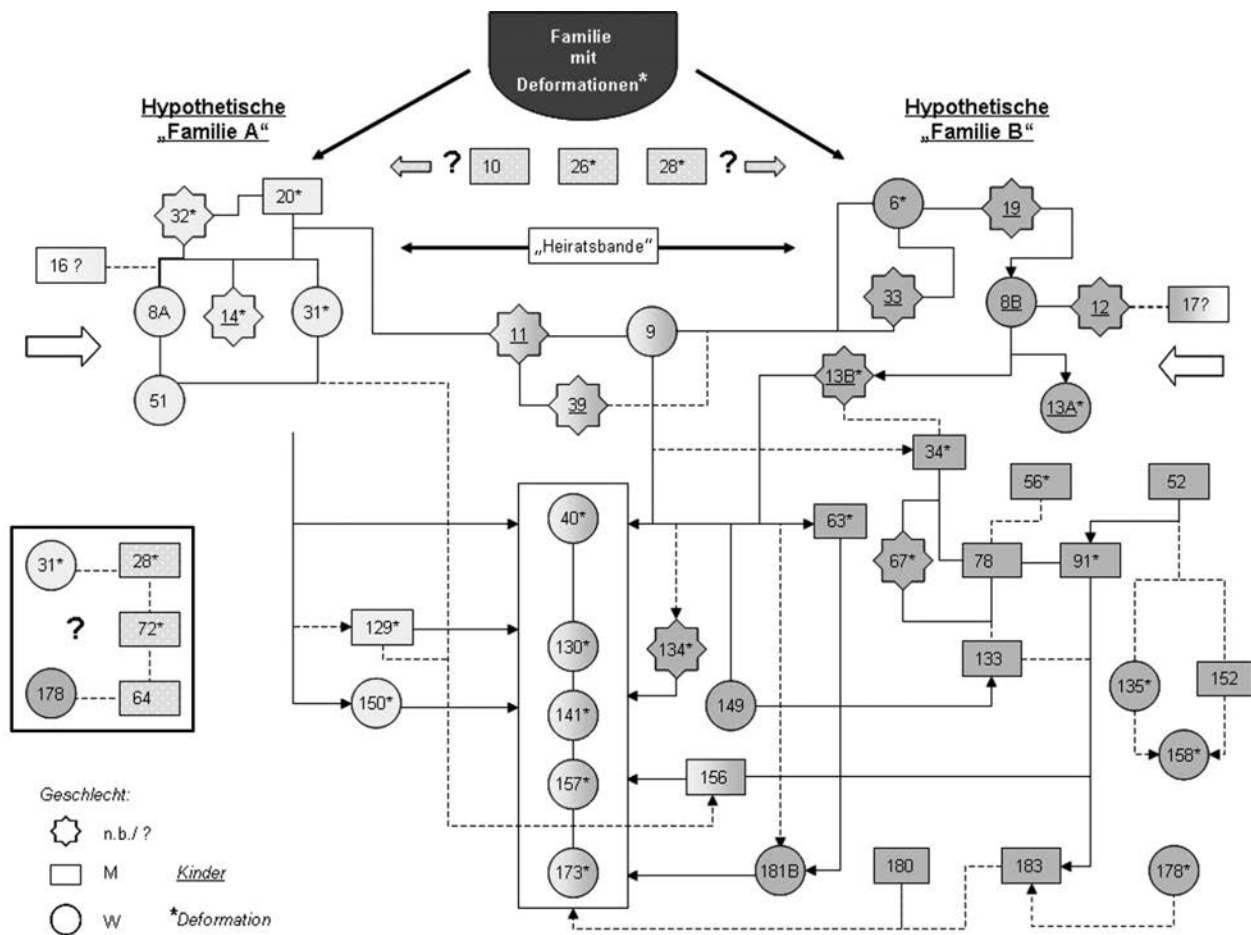 Familie
mit
Deformationen*
Hypothetische
„Familie A“
Hypothetische
„Familie B“
? 10 26* 28* ?
32* 20* 6* 19
„Heiratsbande“
16 ?
8A 14* 31* 11 9 33 8B 12 17?
51 39 13B* 13A*
34* 56* 52
40* 63*
31* 28* 67* 78 91*
? 72* 129* 130* 134* 133
178 64 150* 141* 149 135* 152
157* 156 158*
Geschlecht:
n.b./ ?
M Kinder
W *Deformation
173* 181B 180 183 178*